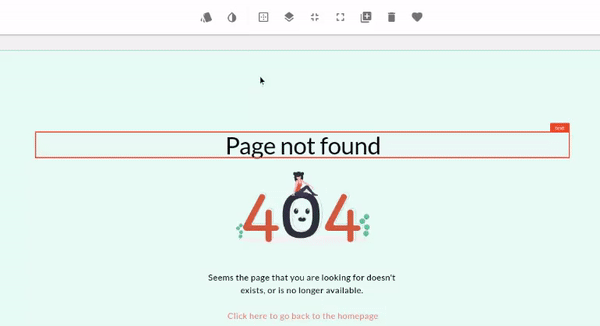 Text
Page not found
404
Seems the page that you are looking for doesn't
exists, or is no longer available.
Click here to go back to the homepage